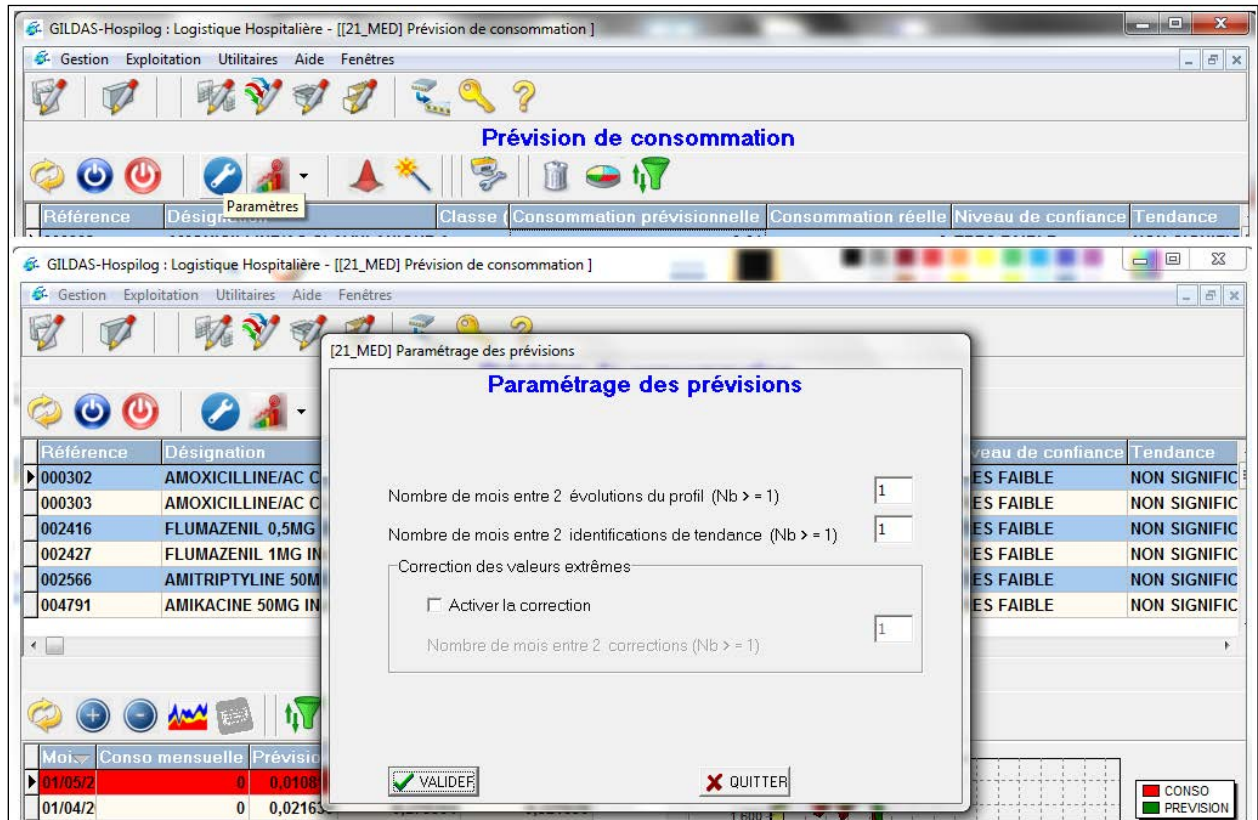 GILDAS-Hospilog : Logistique Hospitalière - [[21_MED] Prévision de consommation ]
Gestion Exploitation Utilitaires Aide Fenêtres
Prévision de consommation
Paramètres
Référence Classe ( Consommation prévisionnelle Consommation réelle Niveau de confiance Tendance
GILDAS-Hospilog : Logistique Hospitalière - [[21_MED] Prévision de consommation ]
Gestion Exploitation Utilitaires Aide Fenêtres
[21_MED] Paramétrage des prévisions
Paramétrage des prévisions
Référence Désignation veau de confiance Tendance
000302 AMOXICILLINE/AC C ES FAIBLE NON SIGNIFIC
000303 AMOXICILLINE/AC C ES FAIBLE NON SIGNIFIC
002416 FLUMAZENIL 0,5MG ES FAIBLE NON SIGNIFIC
002427 FLUMAZENIL 1MG IN ES FAIBLE NON SIGNIFIC
002566 AMITRIPTYLINE 50M ES FAIBLE NON SIGNIFIC
004791 AMIKACINE 50MG IN ES FAIBLE NON SIGNIFIC
Nombre de mois entre 2 évolutions du profil (Nb > = 1) 1
Nombre de mois entre 2 identifications de tendance (Nb > = 1) 1
Correction des valeurs extrêmes
Activer la correction
Nombre de mois entre 2 corrections (Nb > = 1) 1
VALIDER
QUITTER
Moi Conso mensuelle Prévisio
01/05/2 0 0,0108
01/04/2 0 0,02163
CONSO
PREVISION